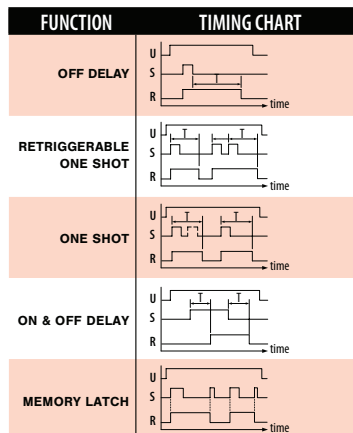 FUNCTION TIMING CHART
OFF DELAY
U
S
T
R
time
RETRIGGERABLE
ONE SHOT
U
T T
S
R
time
ONE SHOT
U
T T
S
R
time
ON & OFF DELAY
U
T T
S
R
time
MEMORY LATCH
U
S
R
time